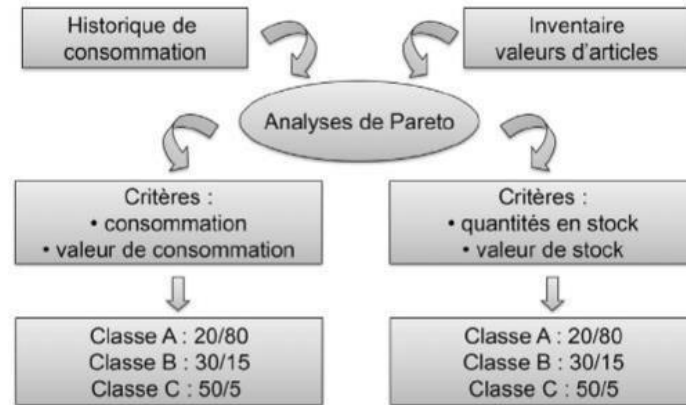 Historique de
consommation
Inventaire
valeurs d'articles
Analyses de Pareto
Critères :
• consommation
• valeur de consommation
Critères :
• quantités en stock
• valeur de stock
Classe A : 20/80
Classe B : 30/15
Classe C : 50/5
Classe A : 20/80
Classe B : 30/15
Classe C : 50/5